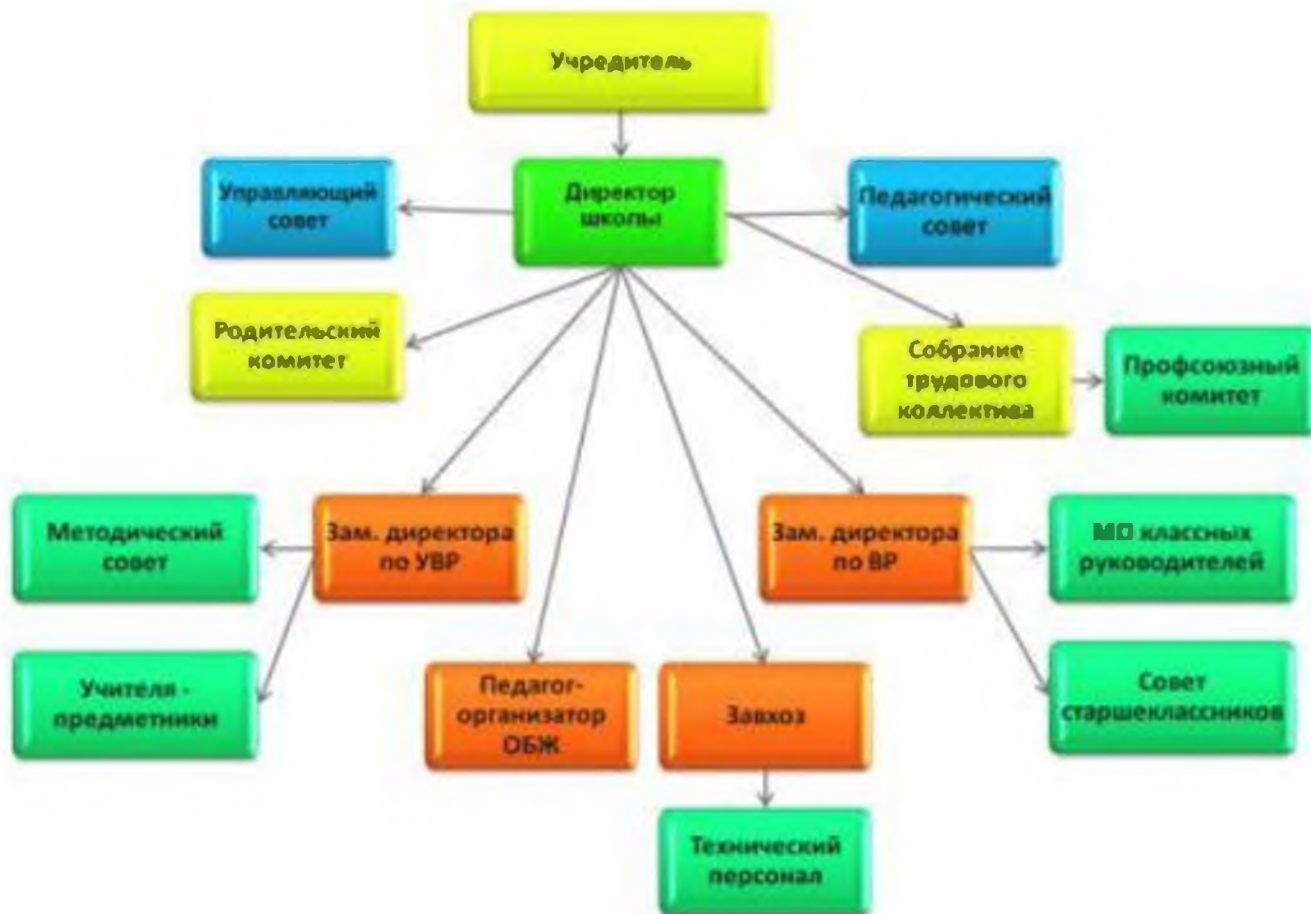 Учредитель
Управляющий
совет
Директор
школы
Педагогический
совет
Родительский
комитет
Собрание
трудового
коллектива
Профсоюзный
комитет
Методический
совет
Зам. директора
по УВР
Зам. директора
по ВР
МО классных
руководителей
Учителя -
предметники
Педагог-
организатор
ОБЖ
Завхоз
Совет
старшеклассников
Технический
персонал